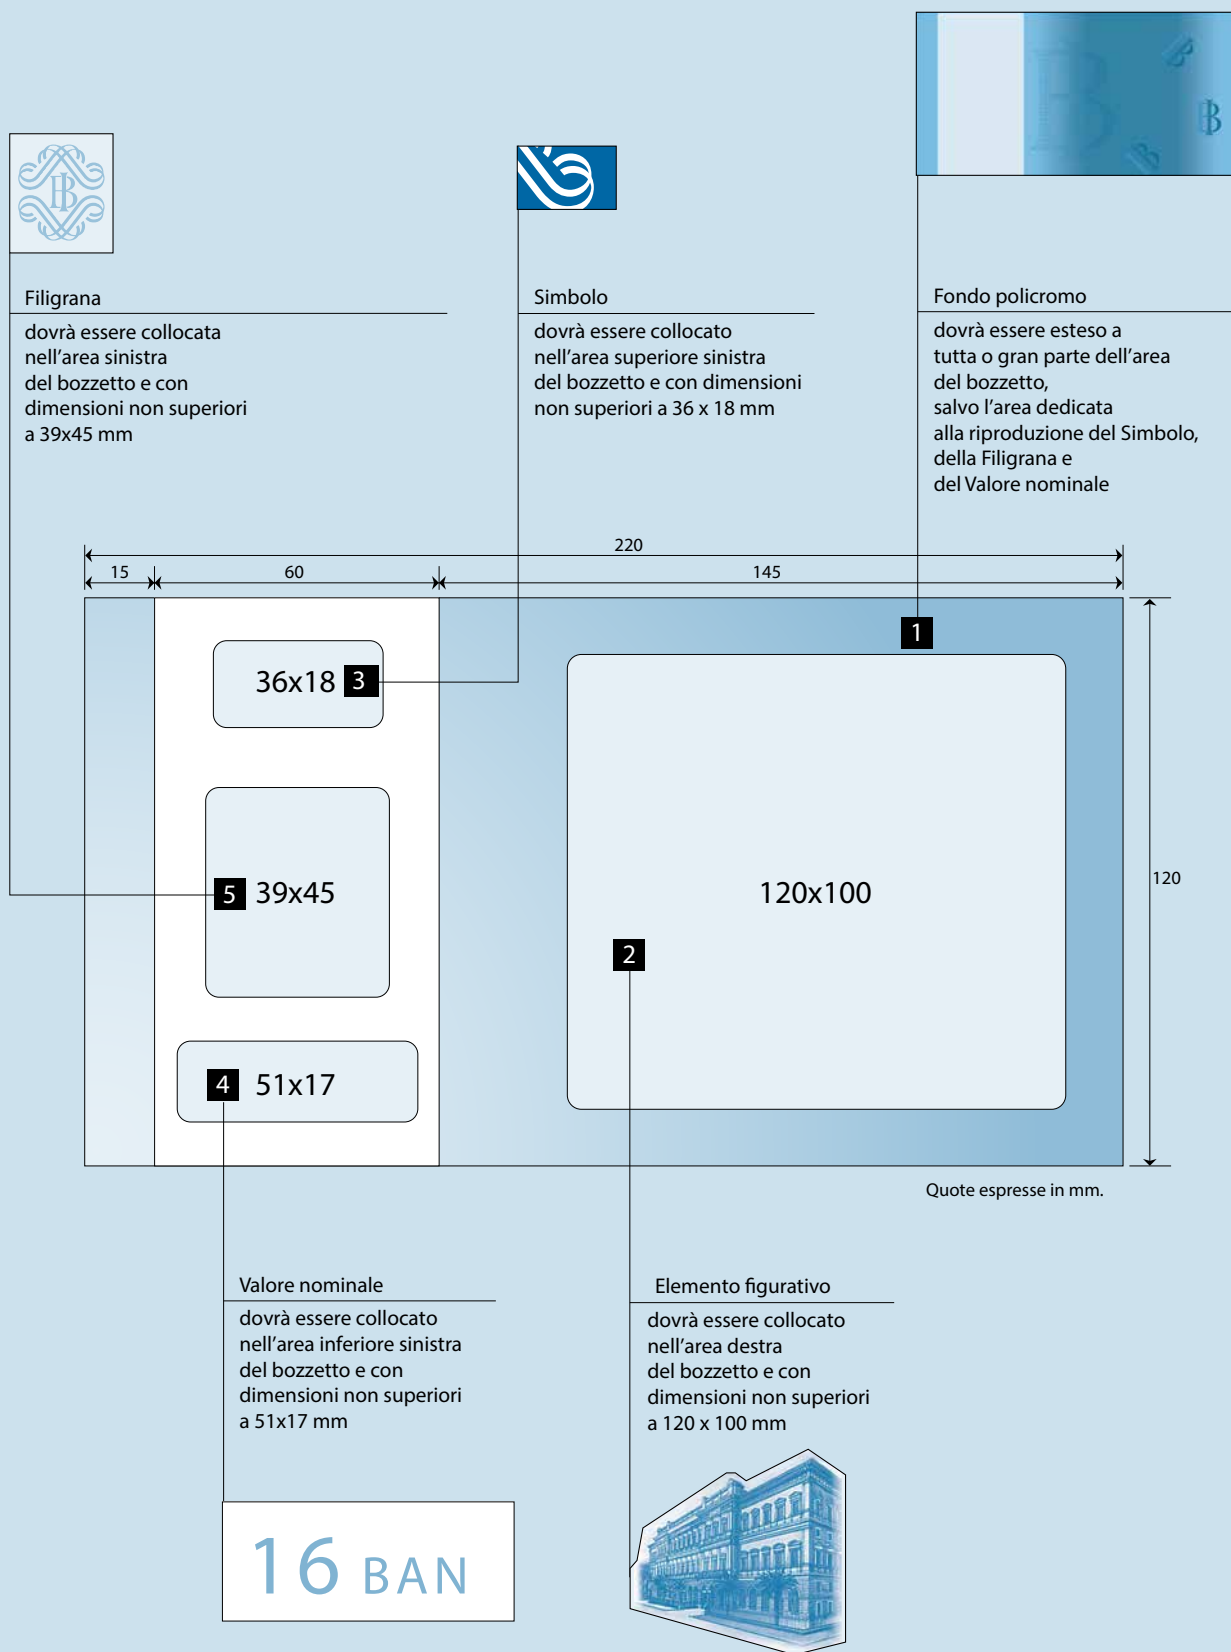 Filigrana
dovrà essere collocata
nell'area sinistra
del bozzetto e con
dimensioni non superiori
a 39x45 mm
Simbolo
dovrà essere collocato
nell'area superiore sinistra
del bozzetto e con dimensioni
non superiori a 36 x 18 mm
Fondo policromo
dovrà essere esteso a
tutta o gran parte dell'area
del bozzetto,
salvo l'area dedicata
alla riproduzione del Simbolo,
della Filigrana e
del Valore nominale
220
15
60
145
1
36x18 3
5 39x45
120x100
120
2
4 51x17
Quote espresse in mm.
Valore nominale
dovrà essere collocato
nell'area inferiore sinistra
del bozzetto e con
dimensioni non superiori
a 51x17 mm
Elemento figurativo
dovrà essere collocato
nell'area destra
del bozzetto e con
dimensioni non superiori
a 120 x 100 mm
16 BAN